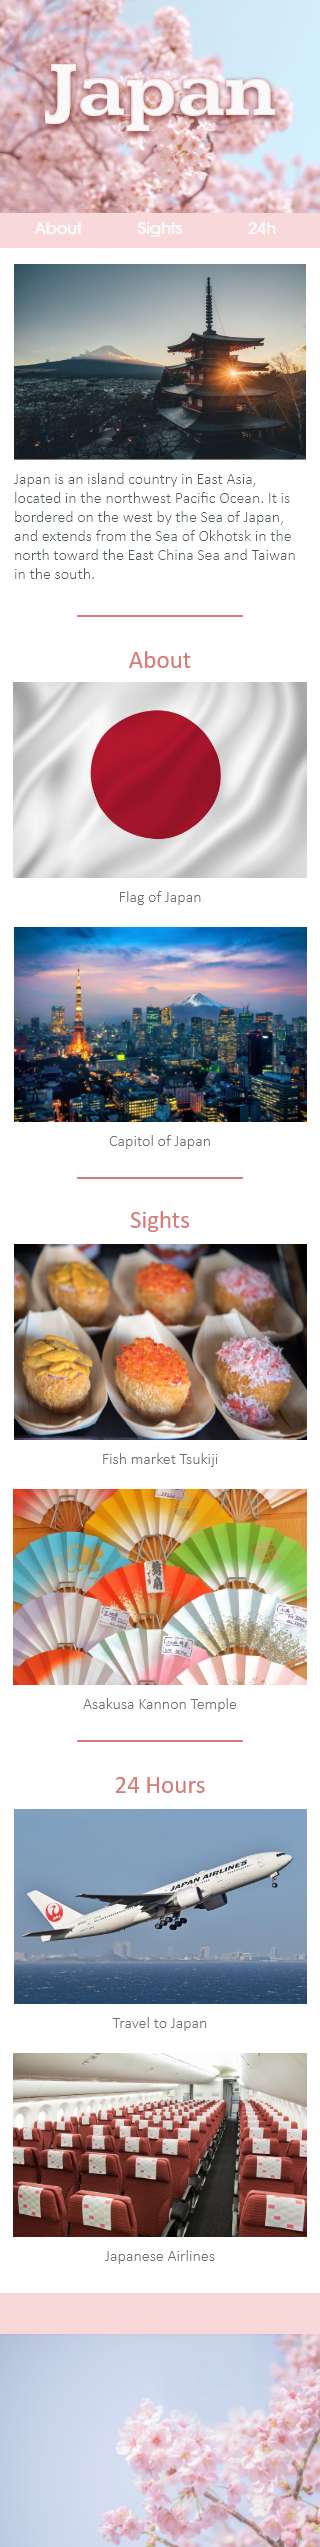 Japan
About Sights 24h
Japan is an island country in East Asia,
located in the northwest Pacific Ocean. It is
bordered on the west by the Sea of Japan,
and extends from the Sea of Okhotsk in the
north toward the East China Sea and Taiwan
in the south.
About
Flag of Japan
Capitol of Japan
Sights
Fish market Tsukiji
Asakusa Kannon Temple
24 Hours
JAPAN AIRLINES
Travel to Japan
Japanese Airlines